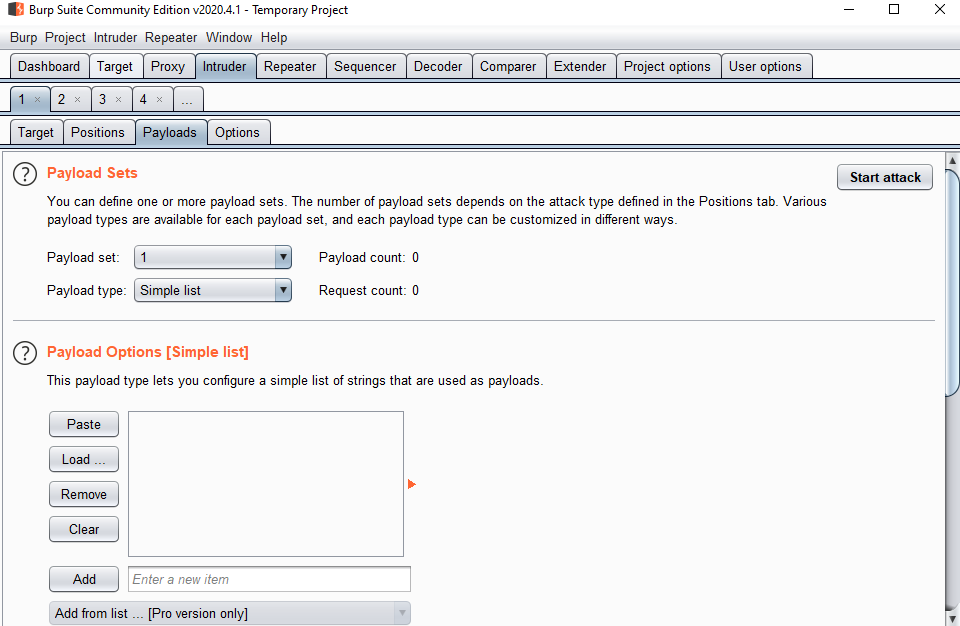 Burp Suite Community Edition v2020.4.1 - Temporary Project
Burp Project Intruder Repeater Window Help
Dashboard Target Proxy Intruder Repeater Sequencer Decoder Comparer Extender Project options User options
1 × 2 × 3 × 4 × ...
Target Positions Payloads Options
? Payload Sets
Start attack
You can define one or more payload sets. The number of payload sets depends on the attack type defined in the Positions tab. Various
payload types are available for each payload set, and each payload type can be customized in different ways.
Payload set: 1 Payload count: 0
Payload type: Simple list Request count: 0
? Payload Options [Simple list]
This payload type lets you configure a simple list of strings that are used as payloads.
Paste
Load ...
Remove
Clear
Add Enter a new item
Add from list ... [Pro version only]